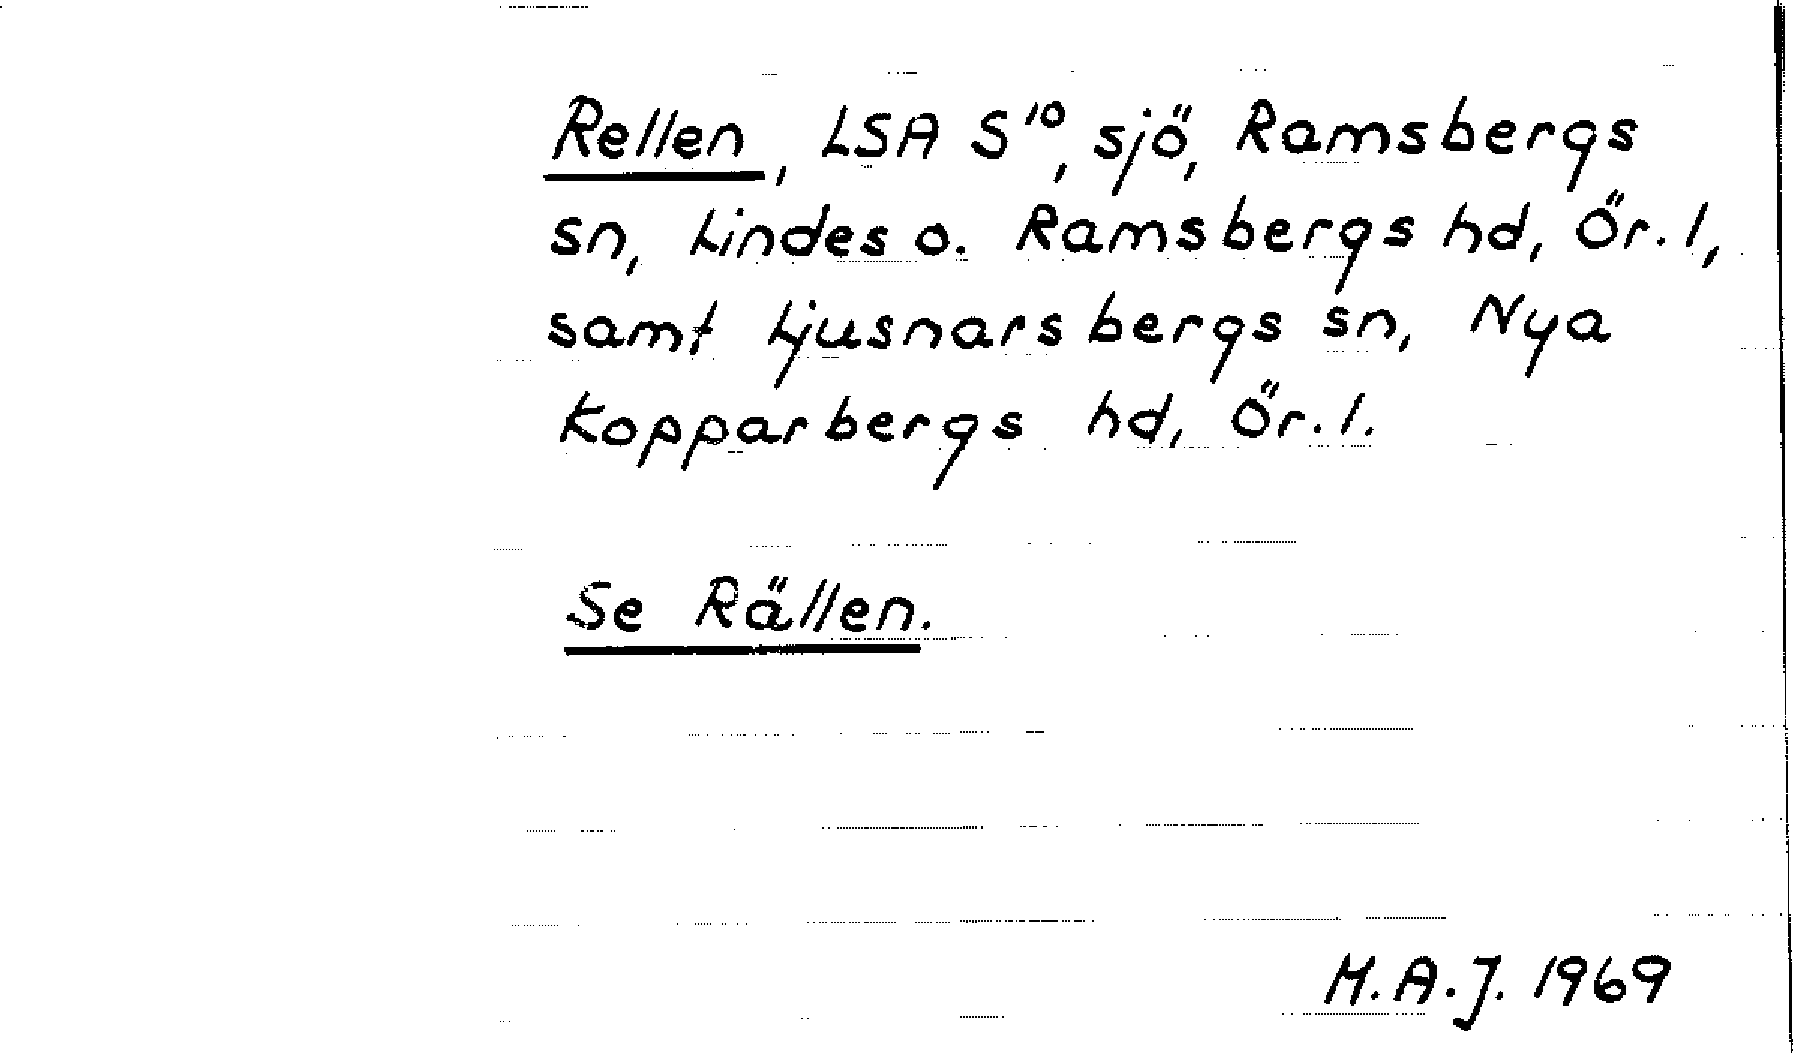 Rellen, LSA S¹⁰, sjö, Ramsbergs
sn, Lindes o. Ramsbergs hd, Ör. l,
samt Ljusnarsbergs sn, Nya
Kopparbergs hd, Ör. l.
Se Rällen.
M.A.J. 1969